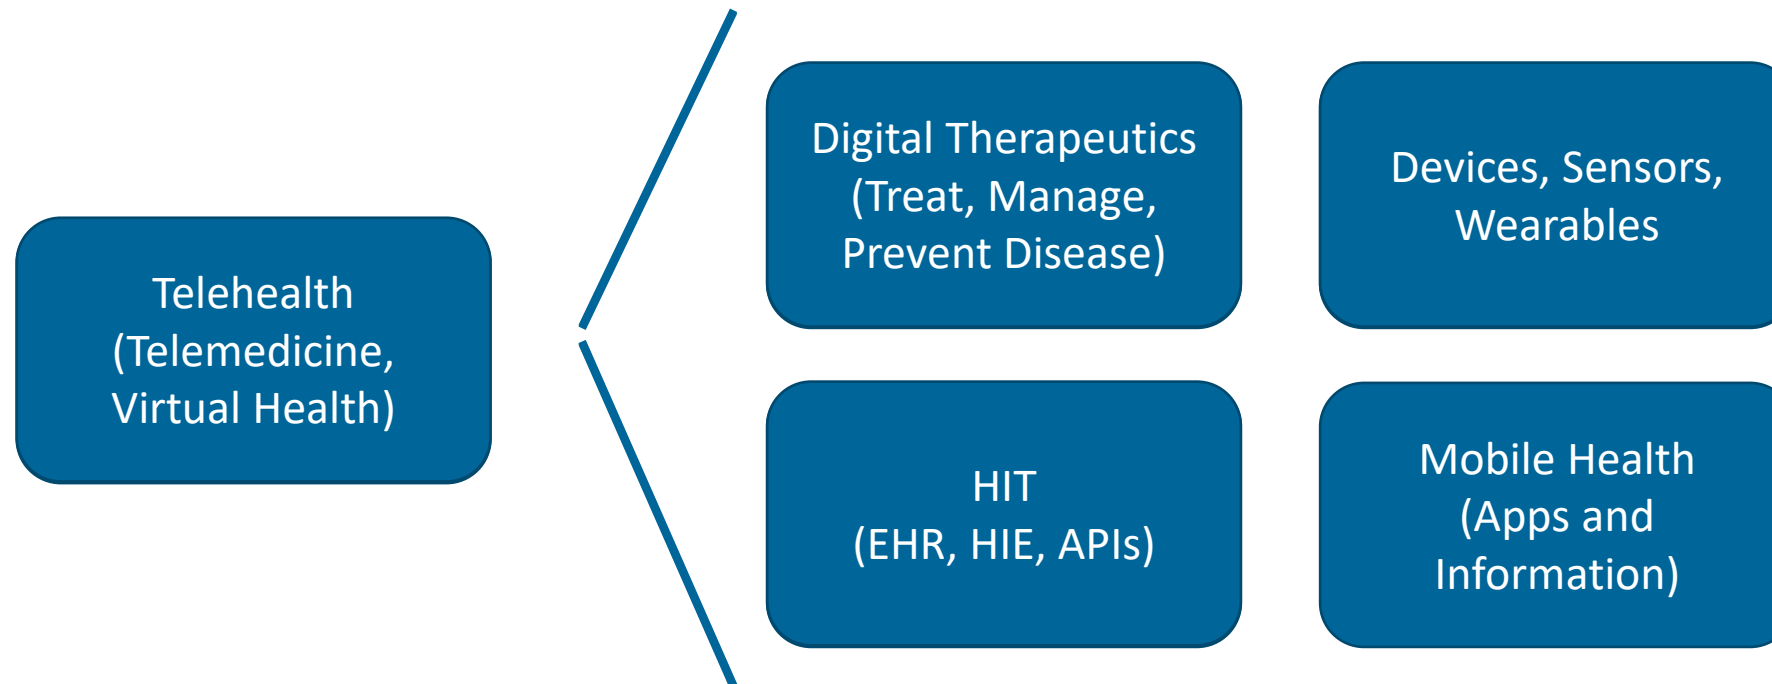 Telehealth
(Telemedicine,
Virtual Health)
Digital Therapeutics
(Treat, Manage,
Prevent Disease)
Devices, Sensors,
Wearables
HIT
(EHR, HIE, APIs)
Mobile Health
(Apps and
Information)